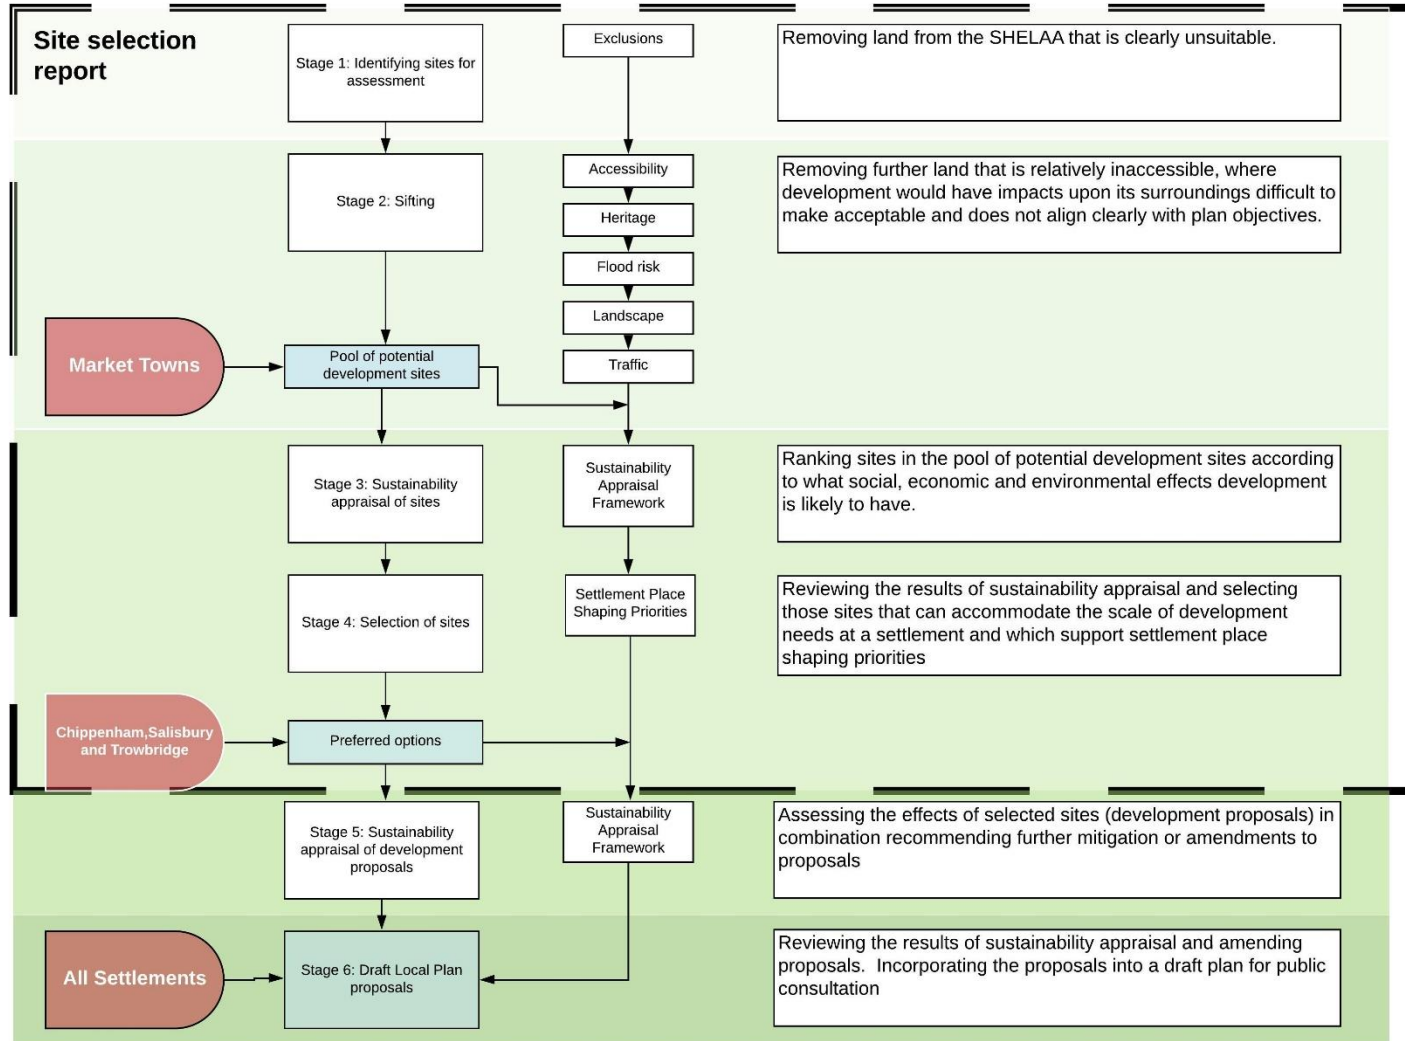 Site selection
report
Stage 1: Identifying sites for
assessment
Exclusions
Removing land from the SHELAA that is clearly unsuitable.
Stage 2: Sifting
Accessibility
Heritage
Flood risk
Landscape
Traffic
Removing further land that is relatively inaccessible, where
development would have impacts upon its surroundings difficult to
make acceptable and does not align clearly with plan objectives.
Market Towns
Pool of potential
development sites
Stage 3: Sustainability
appraisal of sites
Sustainability
Appraisal
Framework
Ranking sites in the pool of potential development sites according
to what social, economic and environmental effects development
is likely to have.
Stage 4: Selection of sites
Settlement Place
Shaping Priorities
Reviewing the results of sustainability appraisal and selecting
those sites that can accommodate the scale of development
needs at a settlement and which support settlement place
shaping priorities
Chippenham,Salisbury
and Trowbridge
Preferred options
Stage 5: Sustainability
appraisal of development
proposals
Sustainability
Appraisal
Framework
Assessing the effects of selected sites (development proposals) in
combination recommending further mitigation or amendments to
proposals
All Settlements
Stage 6: Draft Local Plan
proposals
Reviewing the results of sustainability appraisal and amending
proposals.  Incorporating the proposals into a draft plan for public
consultation